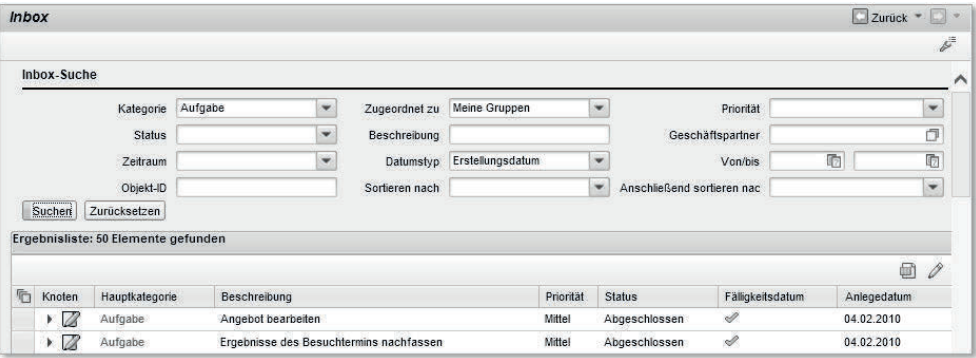 Inbox Zurück
Inbox-Suche
Kategorie Aufgabe Zugeordnet zu Meine Gruppen Priorität
Status Beschreibung Geschäftspartner
Zeitraum Datumstyp Erstellungsdatum Von/bis
Objekt-ID Sortieren nach Anschließend sortieren nac
Suchen Zurücksetzen
Ergebnisliste: 50 Elemente gefunden
Knoten Hauptkategorie Beschreibung Priorität Status Fälligkeitsdatum Anlegedatum
Aufgabe Angebot bearbeiten Mittel Abgeschlossen 04.02.2010
Aufgabe Ergebnisse des Besuchtermins nachfassen Mittel Abgeschlossen 04.02.2010